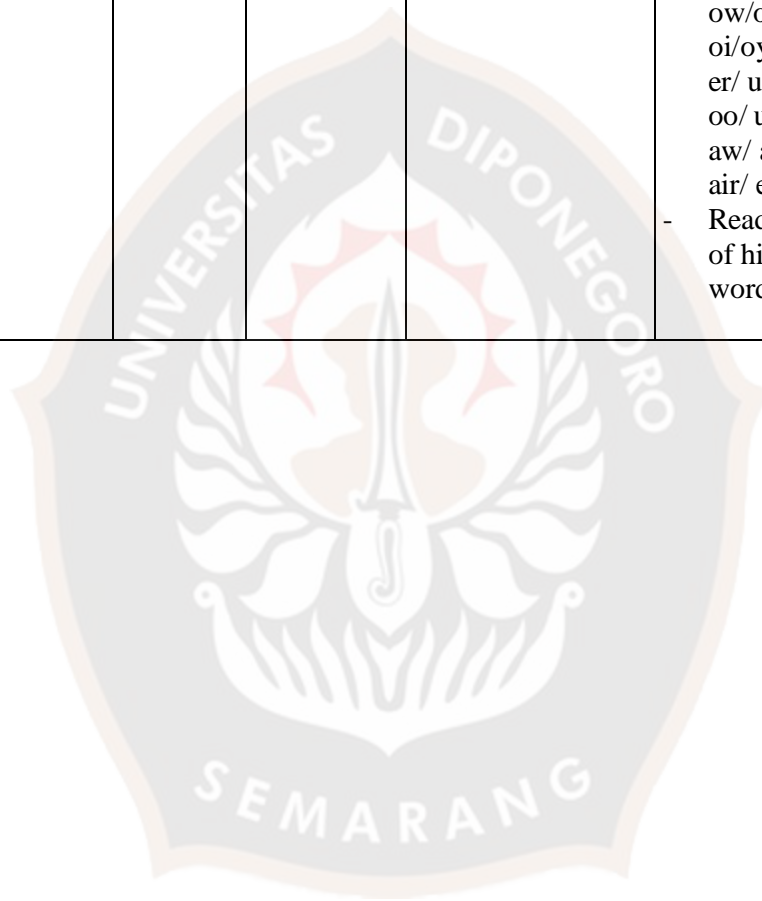 ow/o
oi/oy
er/ u
oo/ u
aw/
air/
- Read
of hi
word
UNIVERSITAS DIPONEGORO
SEMARANG